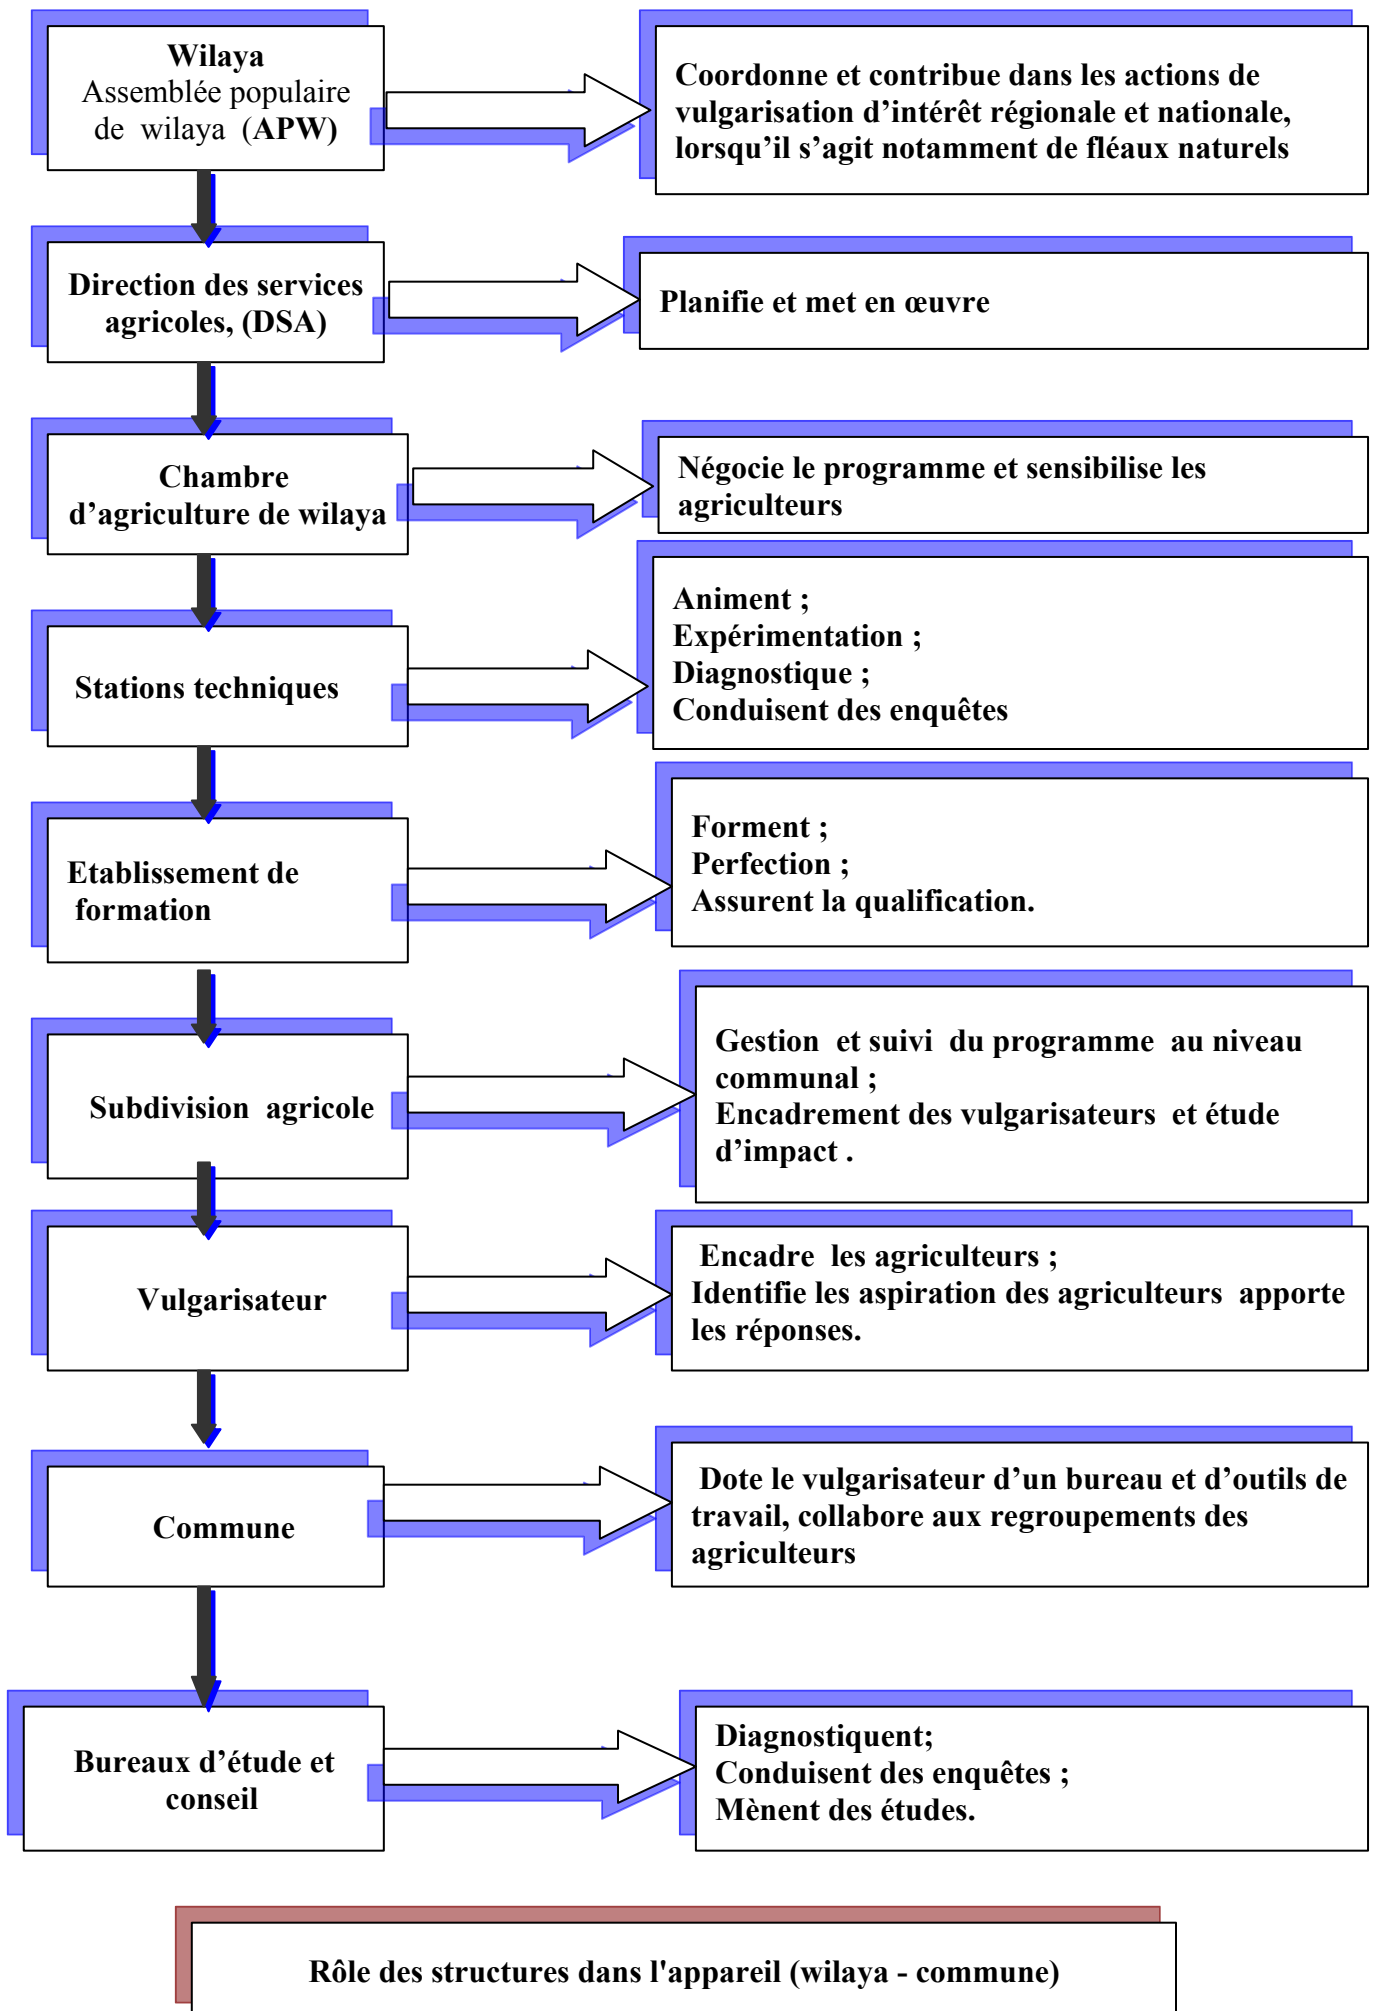 Wilaya
Assemblée populaire
de wilaya (APW)
Coordonne et contribue dans les actions de
vulgarisation d’intérêt régionale et nationale,
lorsqu’il s’agit notamment de fléaux naturels
Direction des services
agricoles, (DSA)
Planifie et met en œuvre
Chambre
d’agriculture de wilaya
Négocie le programme et sensibilise les
agriculteurs
Stations techniques
Animent ;
Expérimentation ;
Diagnostique ;
Conduisent des enquêtes
Etablissement de
formation
Forment ;
Perfection ;
Assurent la qualification.
Subdivision agricole
Gestion et suivi du programme au niveau
communal ;
Encadrement des vulgarisateurs et étude
d’impact .
Vulgarisateur
Encadre les agriculteurs ;
Identifie les aspiration des agriculteurs apporte
les réponses.
Commune
Dote le vulgarisateur d’un bureau et d’outils de
travail, collabore aux regroupements des
agriculteurs
Bureaux d’étude et
conseil
Diagnostiquent;
Conduisent des enquêtes ;
Mènent des études.
Rôle des structures dans l'appareil (wilaya - commune)